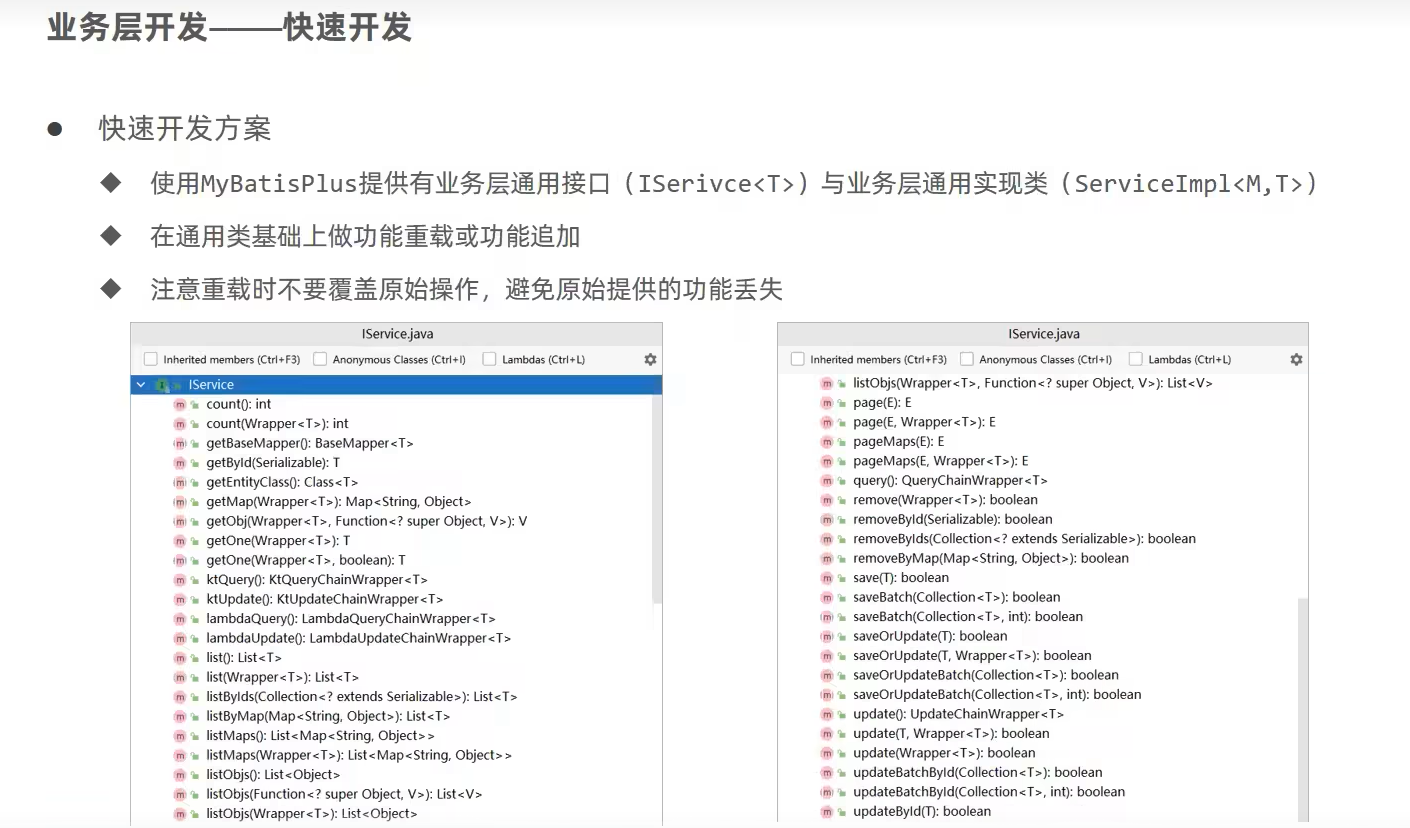 业务层开发——快速开发
● 快速开发方案
◆ 使用MyBatisPlus提供有业务层通用接口（ISerivce<T>）与业务层通用实现类（ServiceImpl<M,T>）
◆ 在通用类基础上做功能重载或功能追加
◆ 注意重载时不要覆盖原始操作，避免原始提供的功能丢失
IService.java
Inherited members (Ctrl+F3) Anonymous Classes (Ctrl+I) Lambdas (Ctrl+L)
IService
count(): int
count(Wrapper<T>): int
getBaseMapper(): BaseMapper<T>
getById(Serializable): T
getEntityClass(): Class<T>
getMap(Wrapper<T>): Map<String, Object>
getObj(Wrapper<T>, Function<? super Object, V>): V
getOne(Wrapper<T>): T
getOne(Wrapper<T>, boolean): T
ktQuery(): KtQueryChainWrapper<T>
ktUpdate(): KtUpdateChainWrapper<T>
lambdaQuery(): LambdaQueryChainWrapper<T>
lambdaUpdate(): LambdaUpdateChainWrapper<T>
list(): List<T>
list(Wrapper<T>): List<T>
listByIds(Collection<? extends Serializable>): List<T>
listByMap(Map<String, Object>): List<T>
listMaps(): List<Map<String, Object>>
listMaps(Wrapper<T>): List<Map<String, Object>>
listObjs(): List<Object>
listObjs(Function<? super Object, V>): List<V>
listObjs(Wrapper<T>): List<Object>
IService.java
Inherited members (Ctrl+F3) Anonymous Classes (Ctrl+I) Lambdas (Ctrl+L)
listObjs(Wrapper<T>, Function<? super Object, V>): List<V>
page(E): E
page(E, Wrapper<T>): E
pageMaps(E): E
pageMaps(E, Wrapper<T>): E
query(): QueryChainWrapper<T>
remove(Wrapper<T>): boolean
removeById(Serializable): boolean
removeByIds(Collection<? extends Serializable>): boolean
removeByMap(Map<String, Object>): boolean
save(T): boolean
saveBatch(Collection<T>): boolean
saveBatch(Collection<T>, int): boolean
saveOrUpdate(T): boolean
saveOrUpdate(T, Wrapper<T>): boolean
saveOrUpdateBatch(Collection<T>): boolean
saveOrUpdateBatch(Collection<T>, int): boolean
update(): UpdateChainWrapper<T>
update(T, Wrapper<T>): boolean
update(Wrapper<T>): boolean
updateBatchById(Collection<T>): boolean
updateBatchById(Collection<T>, int): boolean
updateById(T): boolean